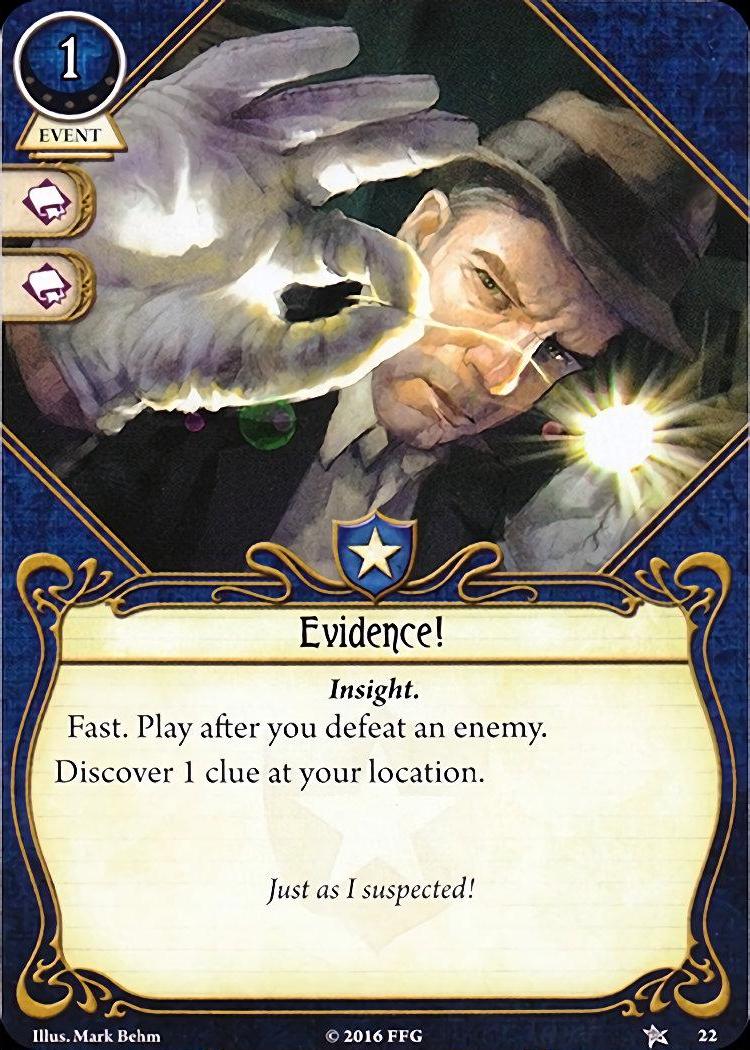 1
EVENT
Evidence!
Insight.
Fast. Play after you defeat an enemy.
Discover 1 clue at your location.
Just as I suspected!
Illus. Mark Behm
© 2016 FFG
22